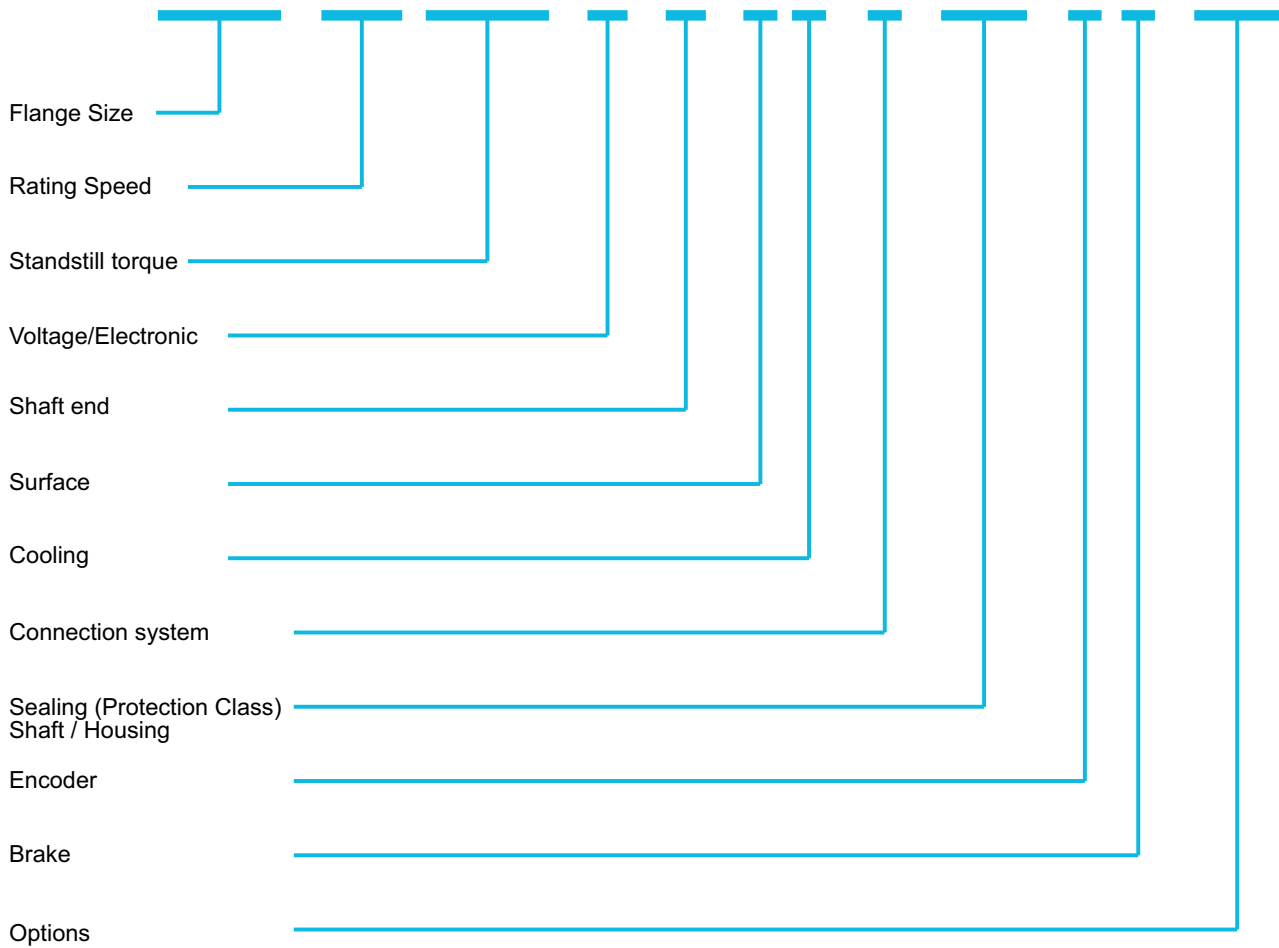 Flange Size
Rating Speed
Standstill torque
Voltage/Electronic
Shaft end
Surface
Cooling
Connection system
Sealing (Protection Class)
Shaft / Housing
Encoder
Brake
Options